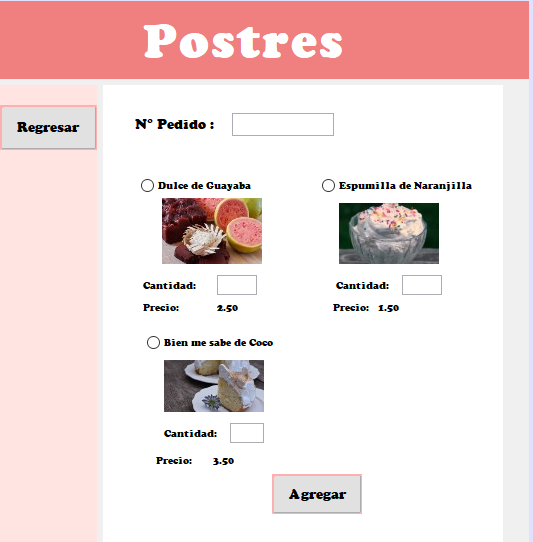 Postres
Regresar
N° Pedido :
Dulce de Guayaba
Espumilla de Naranjilla
Cantidad:
Cantidad:
Precio: 2.50
Precio: 1.50
Bien me sabe de Coco
Cantidad:
Precio: 3.50
Agregar